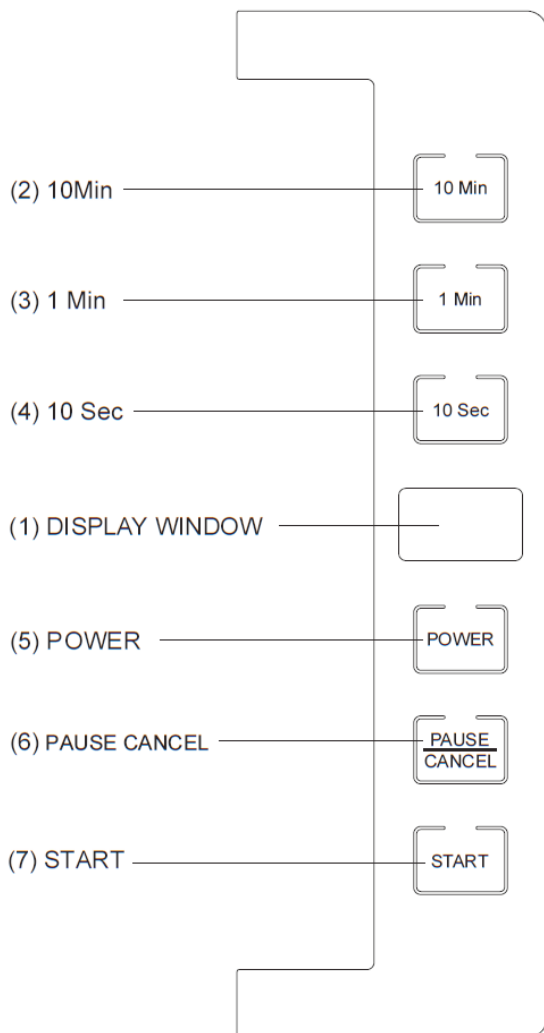 (2) 10Min
10 Min
(3) 1 Min
1 Min
(4) 10 Sec
10 Sec
(1) DISPLAY WINDOW
(5) POWER
POWER
(6) PAUSE CANCEL
PAUSE
CANCEL
(7) START
START